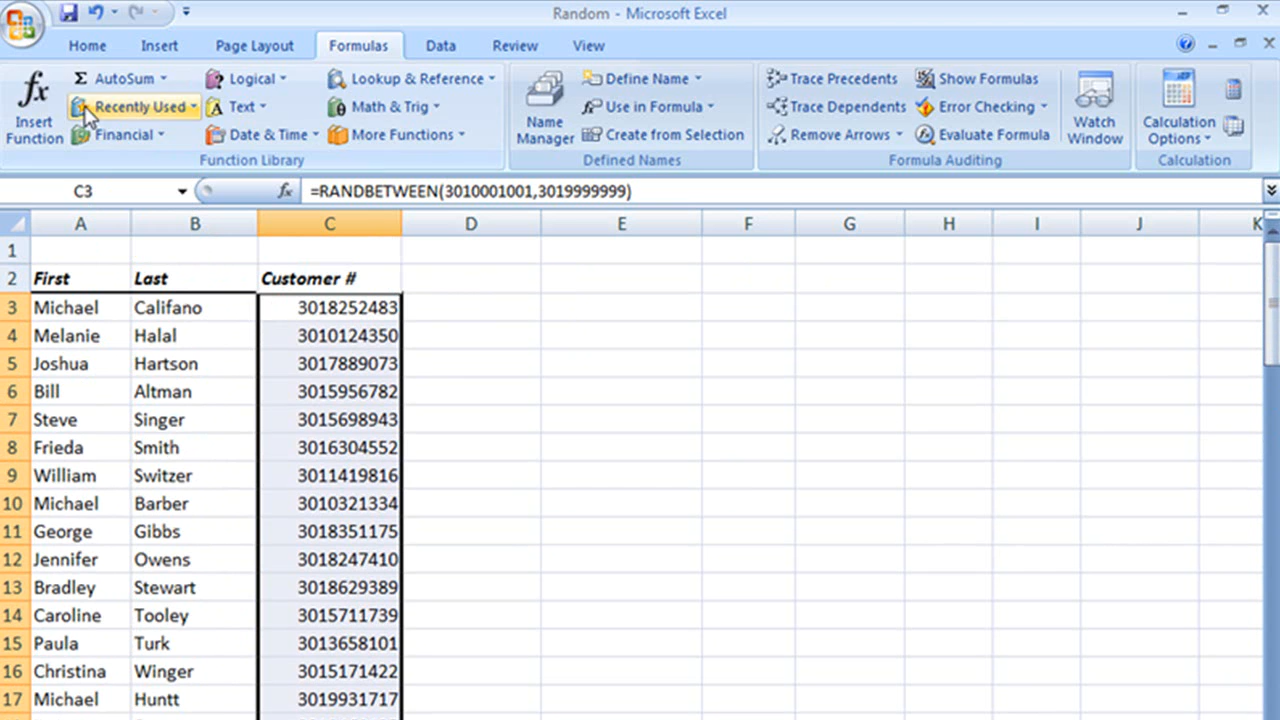 Random - Microsoft Excel
Home Insert Page Layout Formulas Data Review View
fx Insert Function
Σ AutoSum
Recently Used
Financial
Logical
Text
Date & Time
Lookup & Reference
Math & Trig
More Functions
Function Library
Name Manager
Define Name
Use in Formula
Create from Selection
Defined Names
Trace Precedents
Trace Dependents
Remove Arrows
Show Formulas
Error Checking
Evaluate Formula
Formula Auditing
Watch Window
Calculation Options
Calculation
C3 fx =RANDBETWEEN(3010001001,3019999999)
A B C D E F G H I J K
1
2 First Last Customer #
3 Michael Califano 3018252483
4 Melanie Halal 3010124350
5 Joshua Hartson 3017889073
6 Bill Altman 3015956782
7 Steve Singer 3015698943
8 Frieda Smith 3016304552
9 William Switzer 3011419816
10 Michael Barber 3010321334
11 George Gibbs 3018351175
12 Jennifer Owens 3018247410
13 Bradley Stewart 3018629389
14 Caroline Tooley 3015711739
15 Paula Turk 3013658101
16 Christina Winger 3015171422
17 Michael Huntt 3019931717